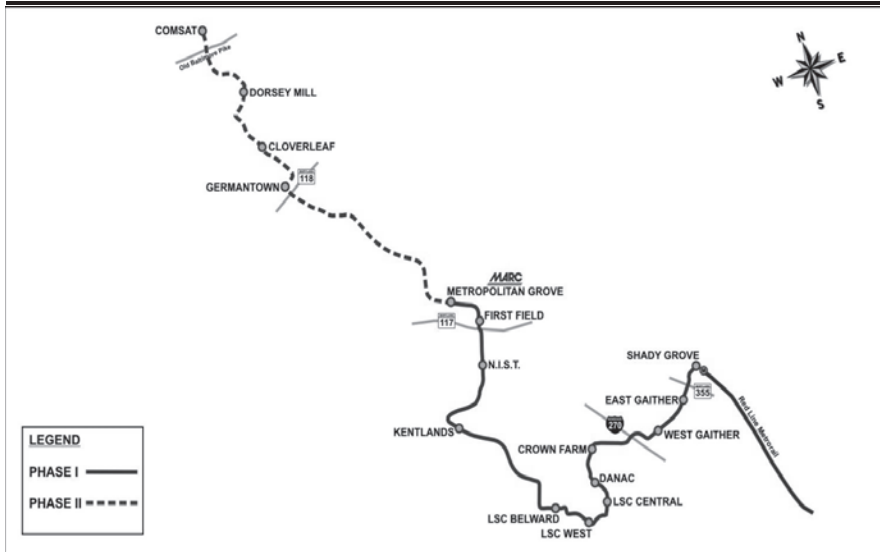 COMSAT
Old Baltimore Pike
N
E
W
S
DORSEY MILL
CLOVERLEAF
118
GERMANTOWN
MARC
METROPOLITAN GROVE
117
FIRST FIELD
N.I.S.T.
SHADY GROVE
355
EAST GAITHER
Red Line Metrorail
270
WEST GAITHER
KENTLANDS
CROWN FARM
DANAC
LSC CENTRAL
LSC BELWARD
LSC WEST
LEGEND
PHASE I
PHASE II